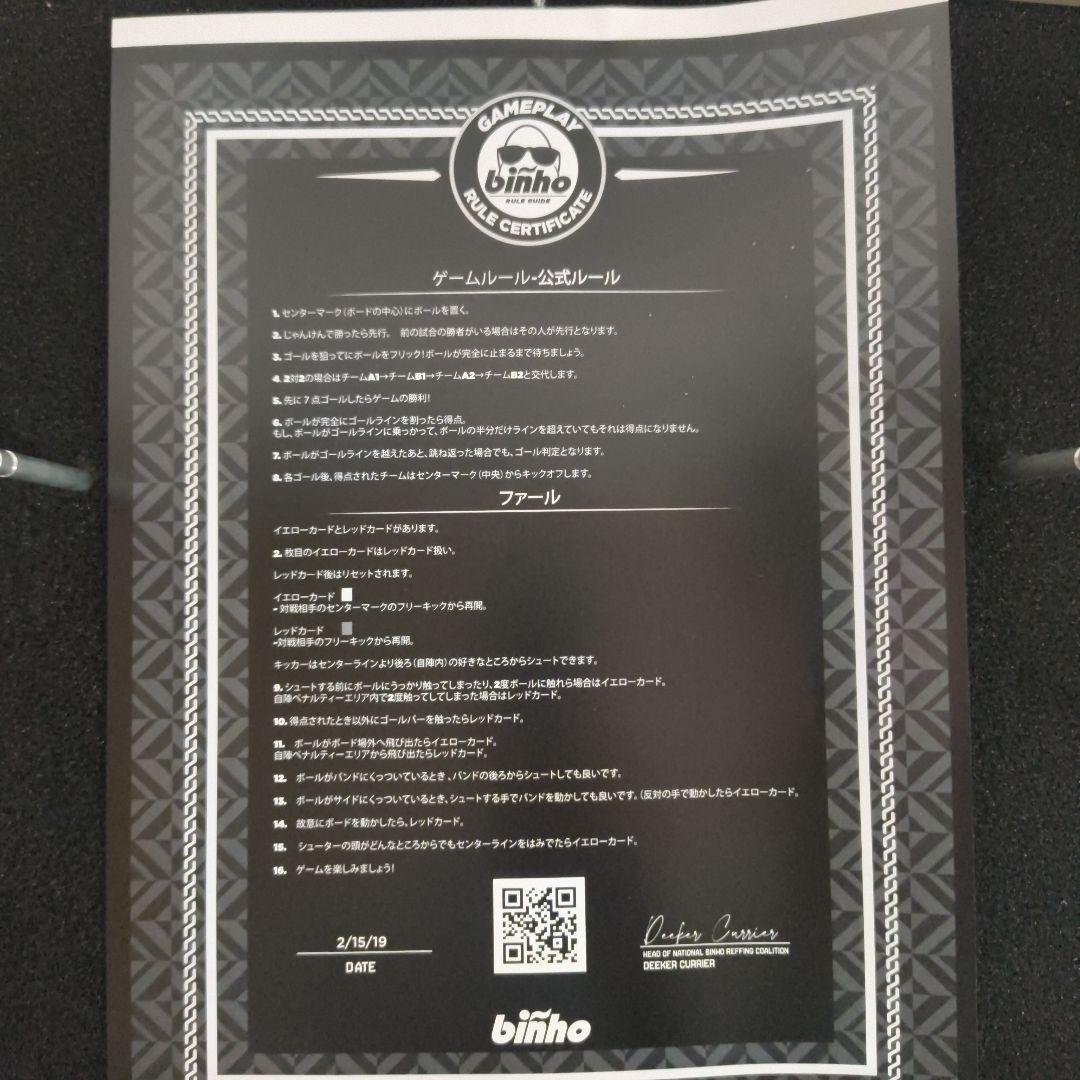 GAMEPLAY
biñho
RULE GUIDE
RULE CERTIFICATE
ゲームルール-公式ルール
1. センターマーク（ボードの中心）にボールを置く。
2. じゃんけんで勝ったら先行。 前の試合の勝者がいる場合はその人が先行となります。
3. ゴールを狙ってにボールをフリック！ボールが完全に止まるまで待ちましょう。
4. 2対2の場合はチームA1→チームB1→チームA2→チームB2と交代します。
5. 先に７点ゴールしたらゲームの勝利！
6. ボールが完全にゴールラインを割ったら得点。
もし、ボールがゴールラインに乗っかって、ボールの半分だけラインを超えていてもそれは得点になりません。
7. ボールがゴールラインを越えたあと、跳ね返った場合でも、ゴール判定となります。
8. 各ゴール後、得点されたチームはセンターマーク（中央）からキックオフします。
ファール
イエローカードとレッドカードがあります。
2. 枚目のイエローカードはレッドカード扱い。
レッドカード後はリセットされます。
イエローカード
- 対戦相手のセンターマークのフリーキックから再開。
レッドカード
-対戦相手のフリーキックから再開。
キッカーはセンターラインより後ろ（自陣内）の好きなところからシュートできます。
9. シュートする前にボールにうっかり触ってしまったり、2度ボールに触れら場合はイエローカード。
自陣ペナルティーエリア内で2度触ってしてしまった場合はレッドカード。
10. 得点されたとき以外にゴールバーを触ったらレッドカード。
11. ボールがボード場外へ飛び出たらイエローカード。
自陣ペナルティーエリアから飛び出たらレッドカード。
12. ボールがバンドにくっついているとき、バンドの後ろからシュートしても良いです。
13. ボールがサイドにくっついているとき、シュートする手でバンドを動かしても良いです。（反対の手で動かしたらイエローカード。
14. 故意にボードを動かしたら、レッドカード。
15. シューターの頭がどんなところからでもセンターラインをはみでたらイエローカード。
16. ゲームを楽しみましょう！
2/15/19
DATE
Deeker Currier
HEAD OF NATIONAL BINHO REFFING COALITION
DEEKER CURRIER
biñho